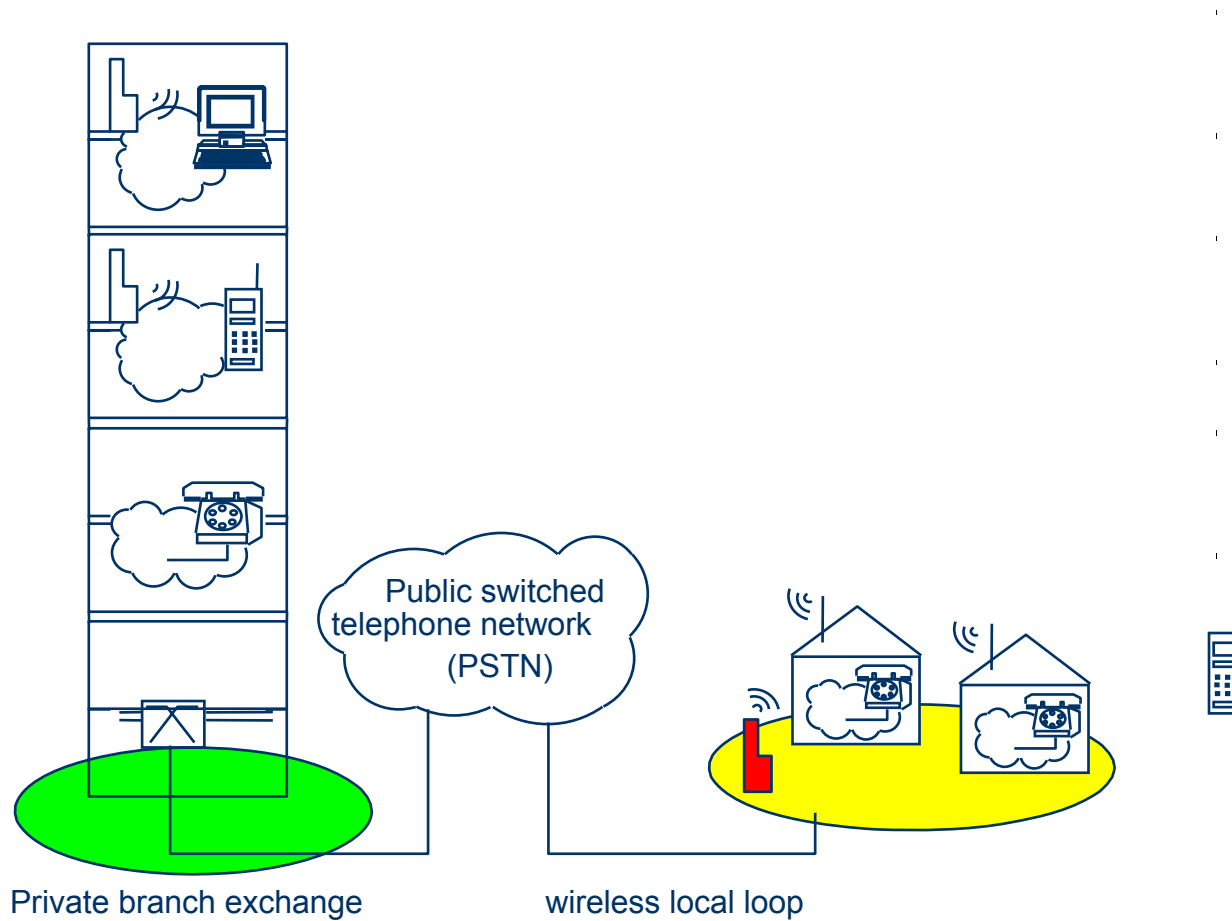 Public switched
telephone network
(PSTN)
Private branch exchange
wireless local loop